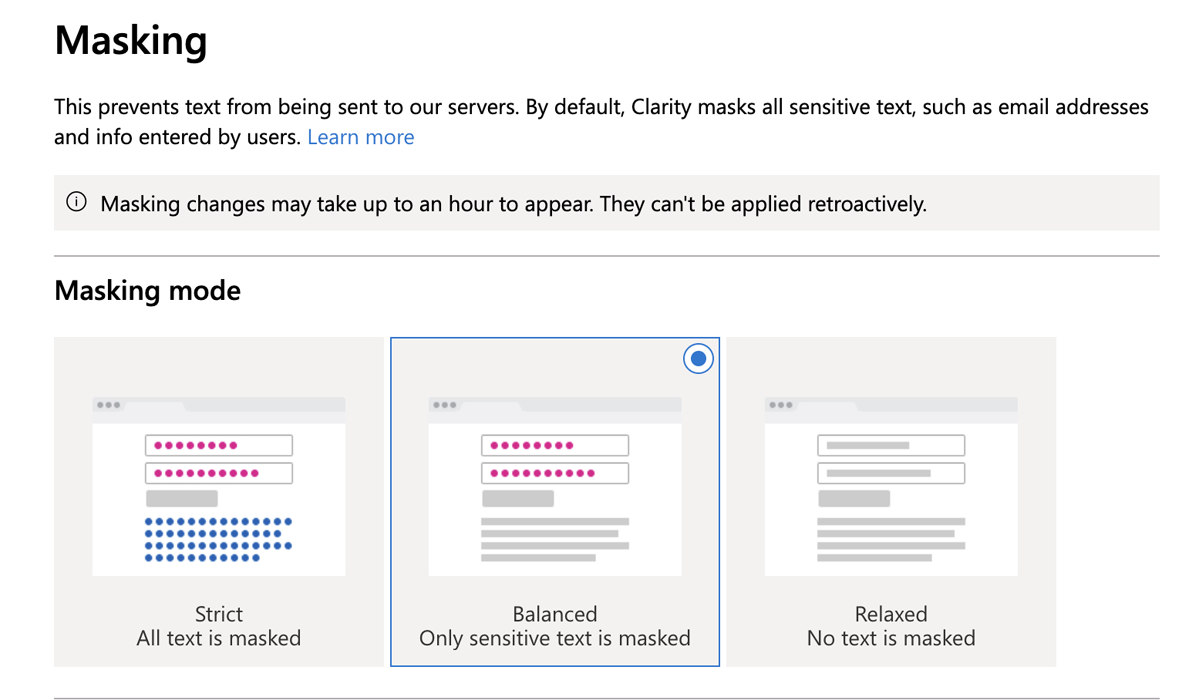 Masking
This prevents text from being sent to our servers. By default, Clarity masks all sensitive text, such as email addresses
and info entered by users. Learn more
Masking changes may take up to an hour to appear. They can't be applied retroactively.
Masking mode
Strict
All text is masked
Balanced
Only sensitive text is masked
Relaxed
No text is masked